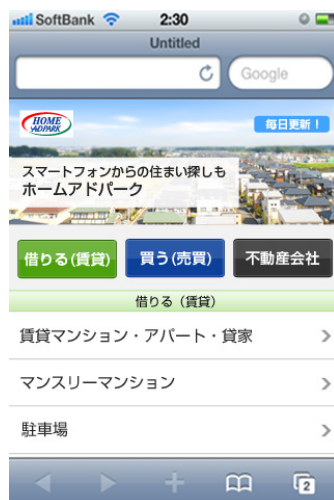 SoftBank 2:30
Untitled
Google
HOME
ADPARK
毎日更新！
スマートフォンからの住まい探しも
ホームアドパーク
借りる(賃貸) 買う(売買) 不動産会社
借りる（賃貸）
賃貸マンション・アパート・貸家
マンスリーマンション
駐車場
2